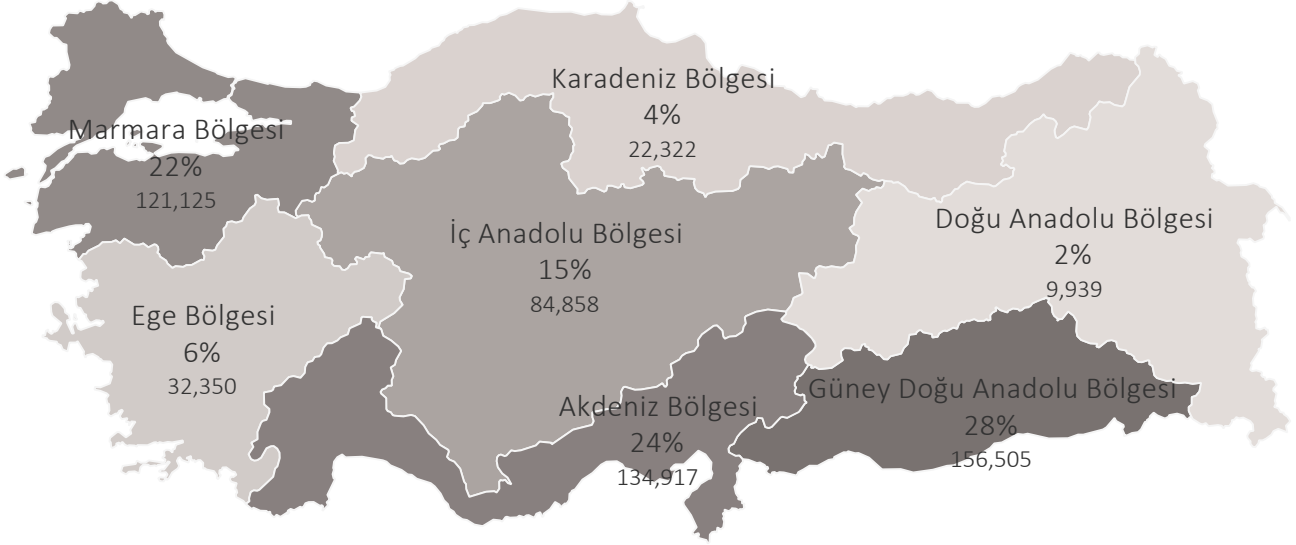 Karadeniz Bölgesi
4%
22,322
Marmara Bölgesi
22%
121,125
İç Anadolu Bölgesi
15%
84,858
Doğu Anadolu Bölgesi
2%
9,939
Ege Bölgesi
6%
32,350
Akdeniz Bölgesi
24%
134,917
Güney Doğu Anadolu Bölgesi
28%
156,505